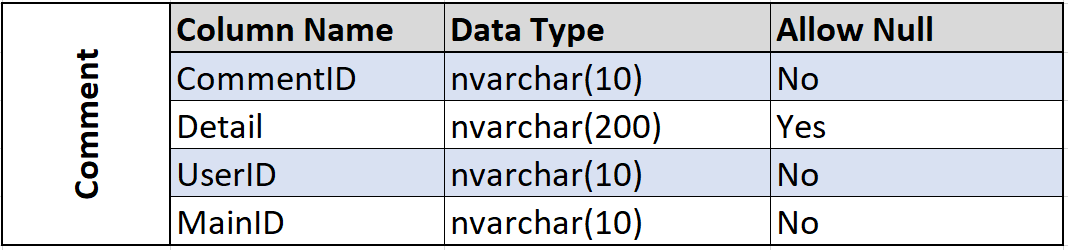 Comment
Column Name Data Type Allow Null
CommentID nvarchar(10) No
Detail nvarchar(200) Yes
UserID nvarchar(10) No
MainID nvarchar(10) No